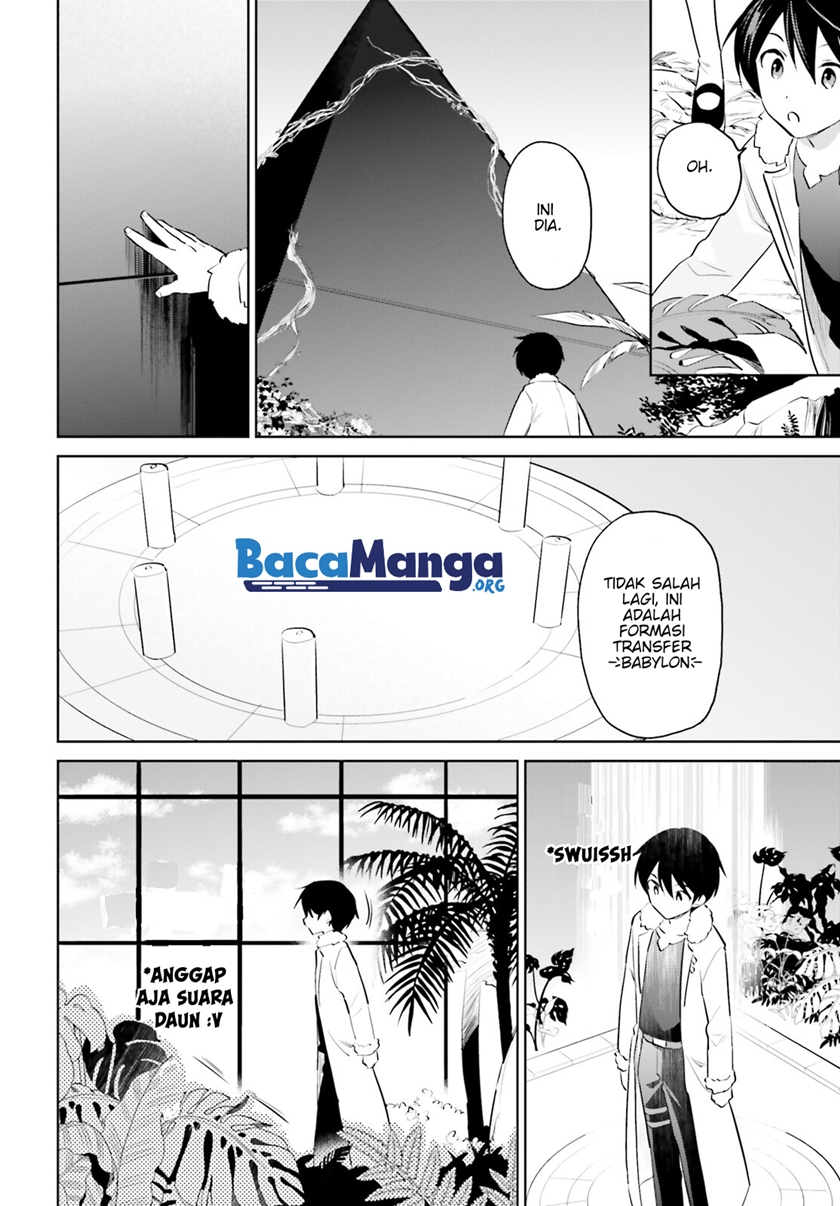 OH.
INI
DIA.
BacaManga
.ORG
TIDAK SALAH
LAGI, INI
ADALAH
FORMASI
TRANSFER
->BABYLON<-
*SWUISSH
*ANGGAP
AJA SUARA
DAUN :V